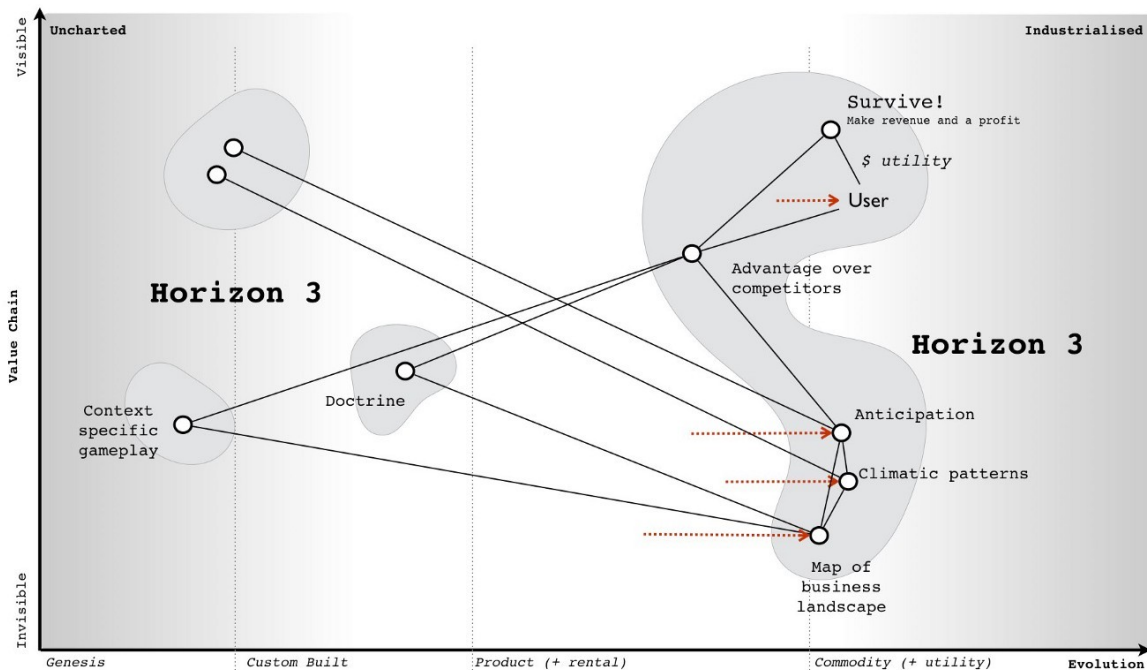 Uncharted
Industrialised
Visible
Survive!
Make revenue and a profit
$ utility
User
Advantage over
competitors
Horizon 3
Horizon 3
Value Chain
Doctrine
Context
specific
gameplay
Anticipation
Climatic patterns
Map of
business
landscape
Invisible
Genesis
Custom Built
Product (+ rental)
Commodity (+ utility)
Evolution